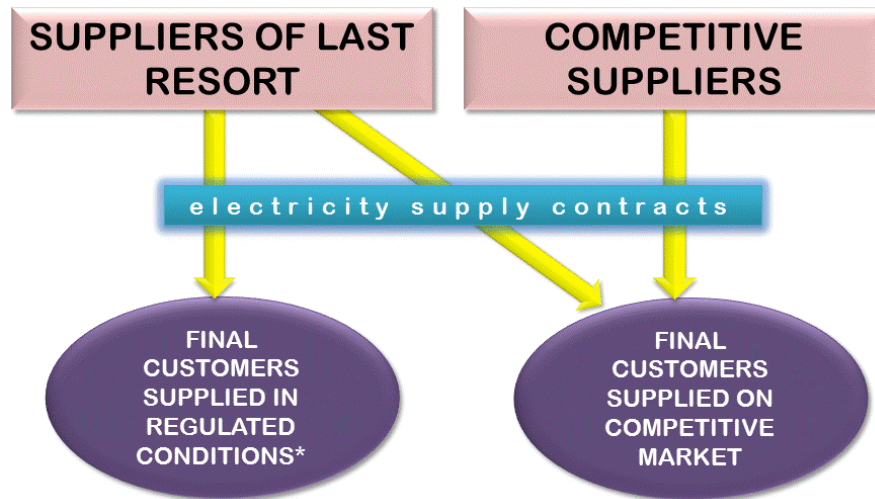 SUPPLIERS OF LAST
RESORT
COMPETITIVE
SUPPLIERS
electricity supply contracts
FINAL
CUSTOMERS
SUPPLIED IN
REGULATED
CONDITIONS*
FINAL
CUSTOMERS
SUPPLIED ON
COMPETITIVE
MARKET